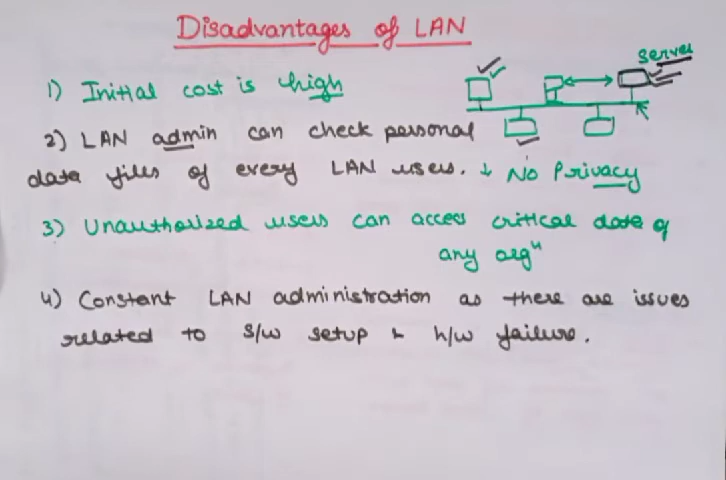 Disadvantages of LAN
server
1) Initial cost is high
2) LAN admin can check personal
data files of every LAN users. ↓ No Privacy
3) Unauthorized users can access critical data of
any orgⁿ
4) Constant LAN administration as there are issues
related to s/w setup & h/w failure.